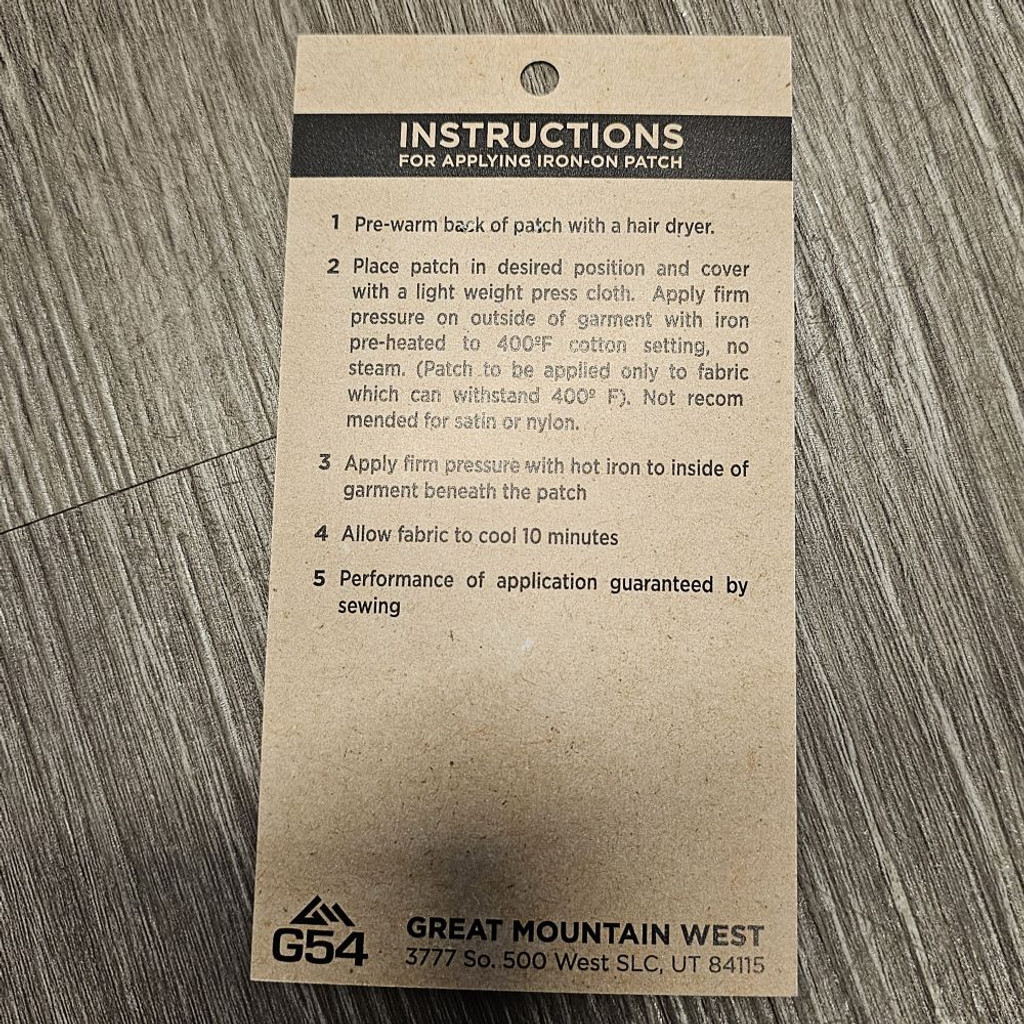 INSTRUCTIONS
FOR APPLYING IRON-ON PATCH
1 Pre-warm back of patch with a hair dryer.
2 Place patch in desired position and cover
with a light weight press cloth. Apply firm
pressure on outside of garment with iron
pre-heated to 400ºF cotton setting, no
steam. (Patch to be applied only to fabric
which can withstand 400º F). Not recom
mended for satin or nylon.
3 Apply firm pressure with hot iron to inside of
garment beneath the patch
4 Allow fabric to cool 10 minutes
5 Performance of application guaranteed by
sewing
G54
GREAT MOUNTAIN WEST
3777 So. 500 West SLC, UT 84115